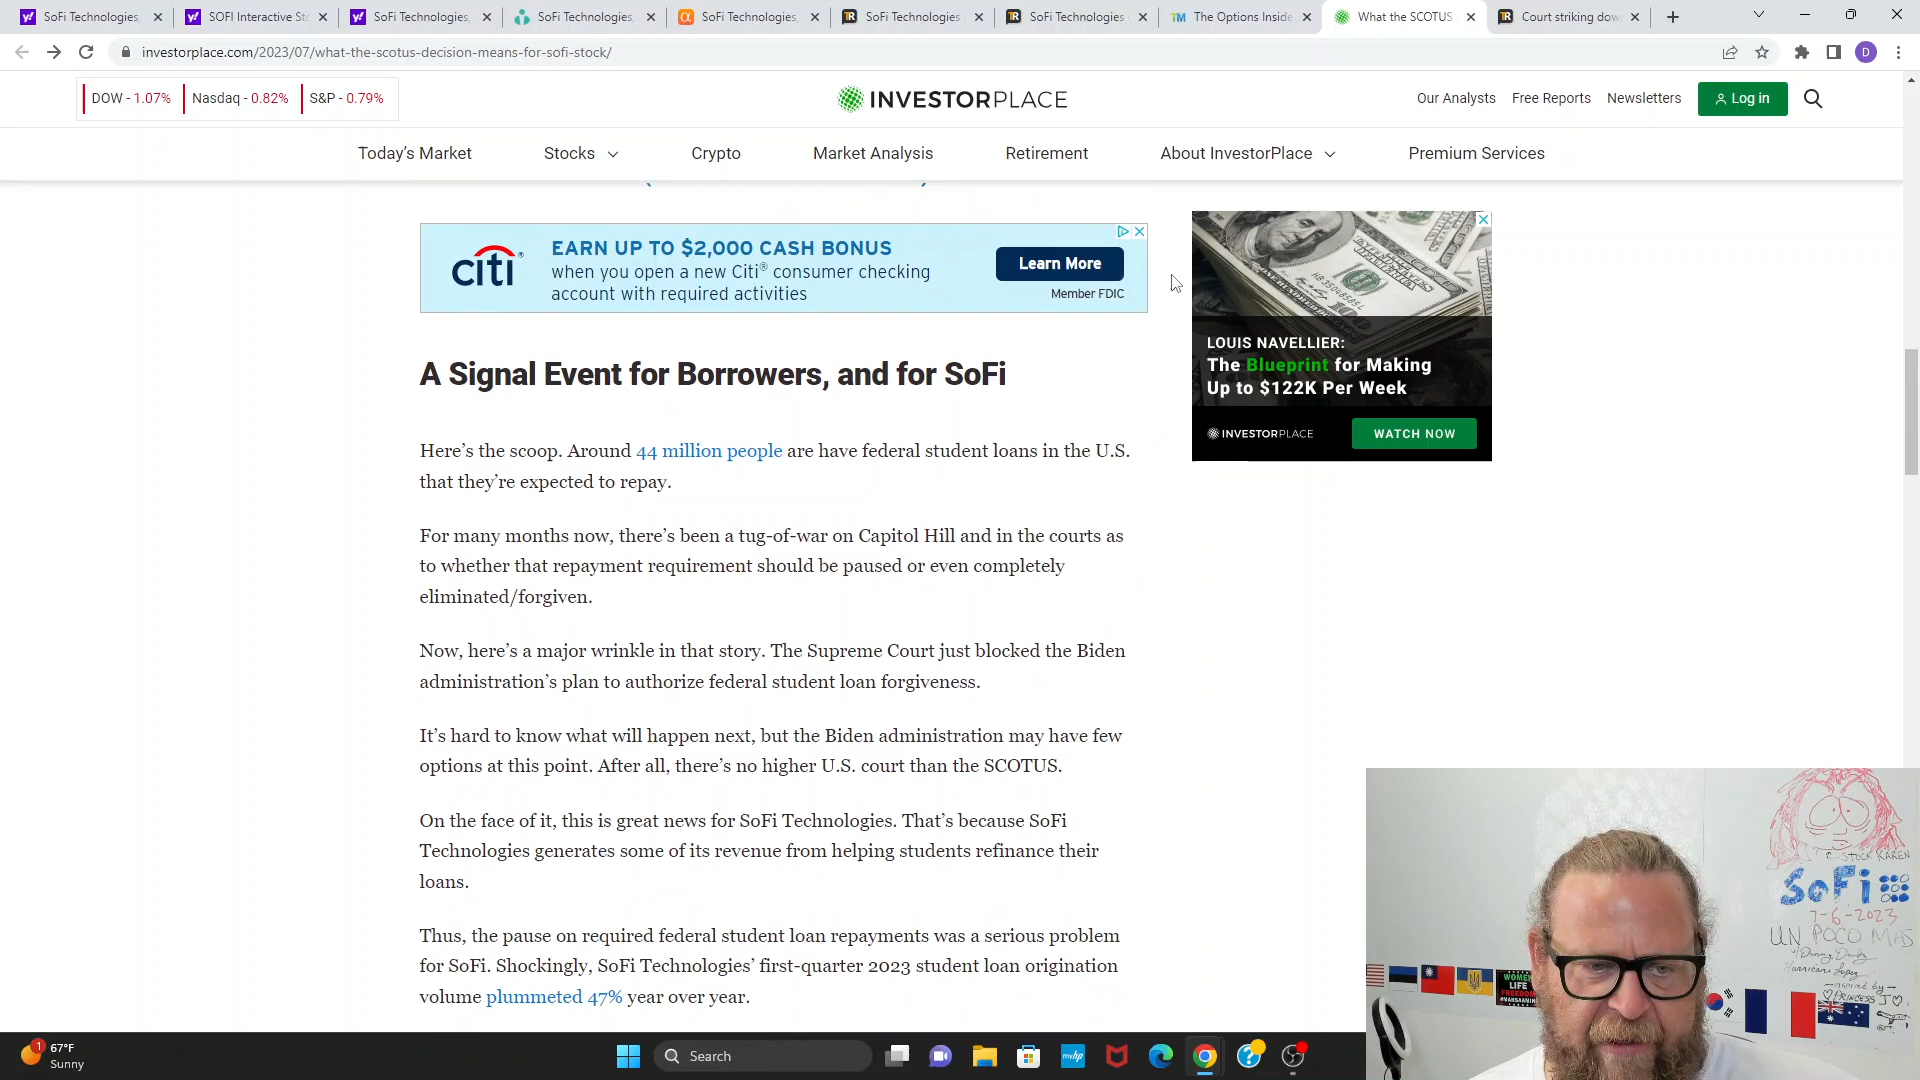 SoFi Technologies,
SOFI Interactive Sto
SoFi Technologies,
SoFi Technologies,
SoFi Technologies,
SoFi Technologies
SoFi Technologies
The Options Inside
What the SCOTUS
Court striking dow
investorplace.com/2023/07/what-the-scotus-decision-means-for-sofi-stock/
D
DOW - 1.07%
Nasdaq - 0.82%
S&P - 0.79%
INVESTORPLACE
Our Analysts
Free Reports
Newsletters
Log in
Today's Market
Stocks
Crypto
Market Analysis
Retirement
About InvestorPlace
Premium Services
citi®
EARN UP TO $2,000 CASH BONUS
when you open a new Citi® consumer checking
account with required activities
Learn More
Member FDIC
LOUIS NAVELLIER:
The Blueprint for Making
Up to $122K Per Week
INVESTORPLACE
WATCH NOW
A Signal Event for Borrowers, and for SoFi
Here's the scoop. Around 44 million people are have federal student loans in the U.S.
that they're expected to repay.
For many months now, there's been a tug-of-war on Capitol Hill and in the courts as
to whether that repayment requirement should be paused or even completely
eliminated/forgiven.
Now, here's a major wrinkle in that story. The Supreme Court just blocked the Biden
administration's plan to authorize federal student loan forgiveness.
It's hard to know what will happen next, but the Biden administration may have few
options at this point. After all, there's no higher U.S. court than the SCOTUS.
On the face of it, this is great news for SoFi Technologies. That's because SoFi
Technologies generates some of its revenue from helping students refinance their
loans.
Thus, the pause on required federal student loan repayments was a serious problem
for SoFi. Shockingly, SoFi Technologies' first-quarter 2023 student loan origination
volume plummeted 47% year over year.
STOCK KAREN
SoFi
7-6-2023
UN POCO MAS
Hurricane Lopez
-inspired by-
PRINCESS J
WOMEN
LIFE
FREEDOM
1
67°F
Sunny
Search
myhp